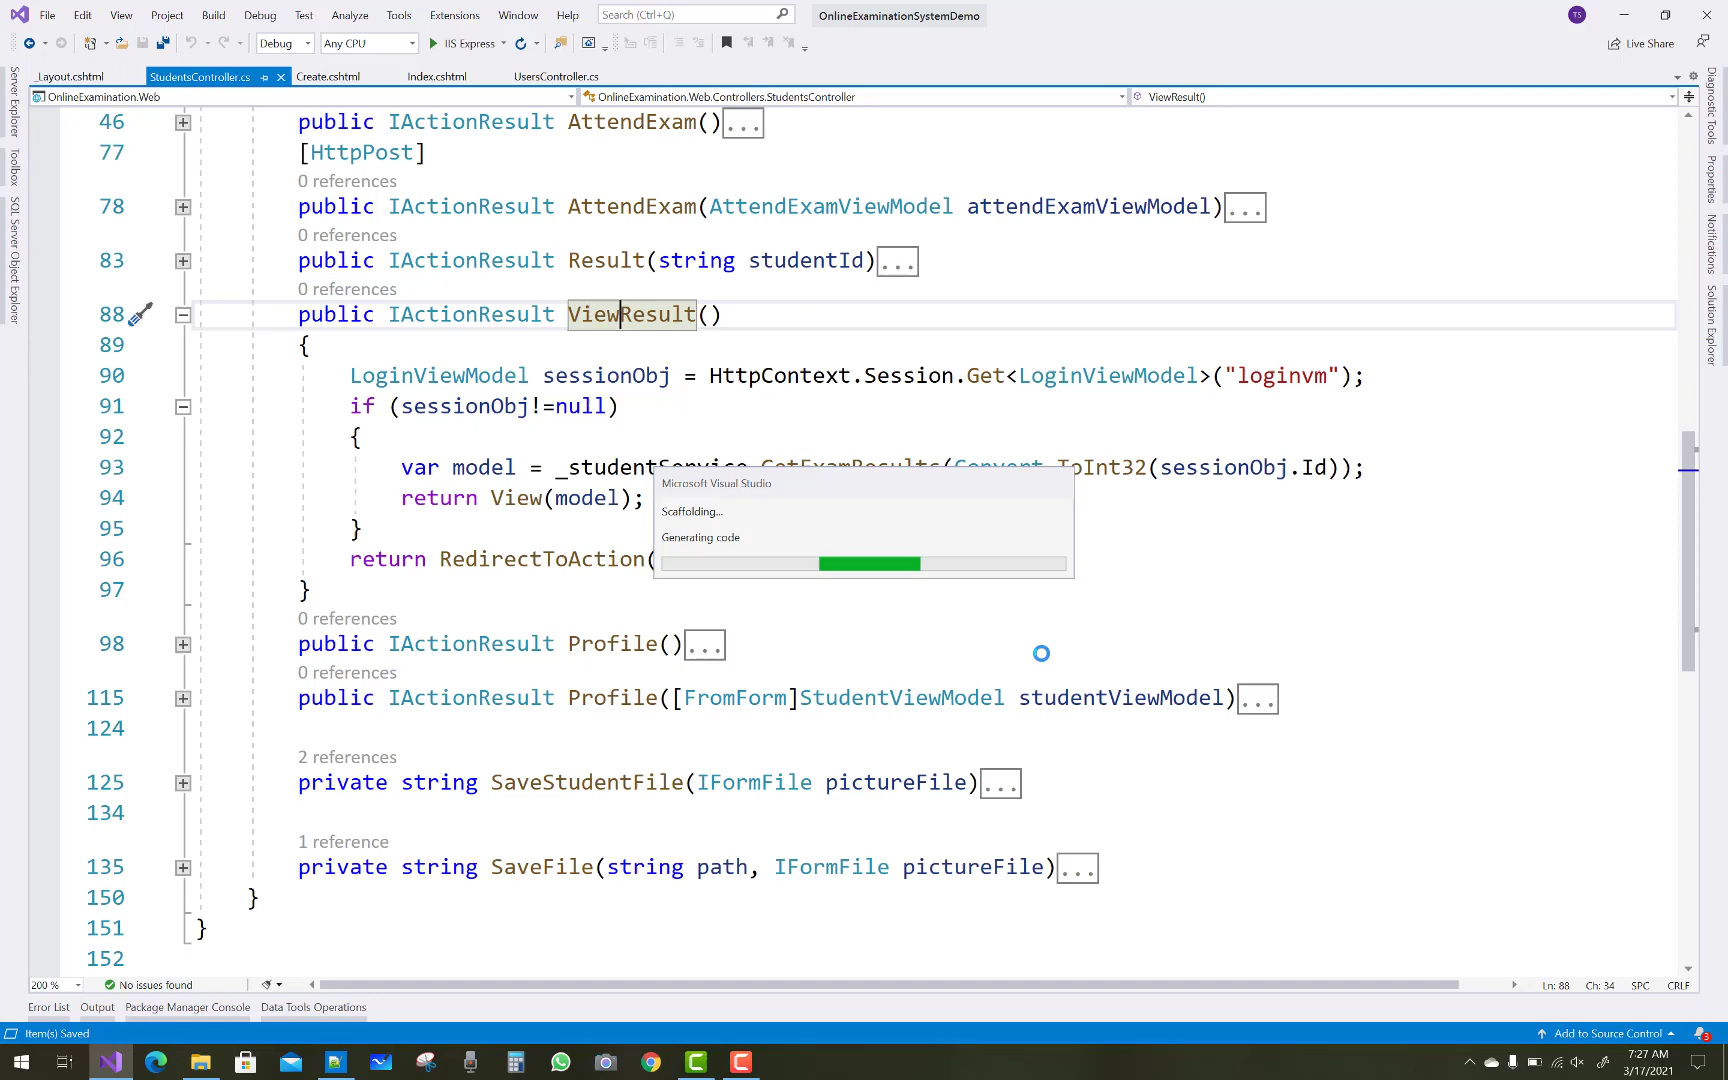 File Edit View Project Build Debug Test Analyze Tools Extensions Window Help Search (Ctrl+Q) OnlineExaminationSystemDemo TS
Debug Any CPU IIS Express Live Share
_Layout.cshtml StudentsController.cs Create.cshtml Index.cshtml UsersController.cs
OnlineExamination.Web OnlineExamination.Web.Controllers.StudentsController ViewResult()
Server Explorer
Toolbox
SQL Server Object Explorer
46 public IActionResult AttendExam()...
77 [HttpPost]
0 references
78 public IActionResult AttendExam(AttendExamViewModel attendExamViewModel)...
0 references
83 public IActionResult Result(string studentId)...
0 references
88 public IActionResult ViewResult()
89 {
90 LoginViewModel sessionObj = HttpContext.Session.Get<LoginViewModel>("loginvm");
91 if (sessionObj!=null)
92 {
93 var model = _studentService.GetExamResults(Convert.ToInt32(sessionObj.Id));
94 return View(model);
95 }
96 return RedirectToAction(
97 }
0 references
98 public IActionResult Profile()...
0 references
115 public IActionResult Profile([FromForm]StudentViewModel studentViewModel)...
124
2 references
125 private string SaveStudentFile(IFormFile pictureFile)...
134
1 reference
135 private string SaveFile(string path, IFormFile pictureFile)...
150 }
151 }
152
Microsoft Visual Studio
Scaffolding...
Generating code
Diagnostic Tools
Properties
Notifications
Solution Explorer
200 % No issues found Ln: 88 Ch: 34 SPC CRLF
Error List Output Package Manager Console Data Tools Operations
Item(s) Saved Add to Source Control 3
7:27 AM
3/17/2021